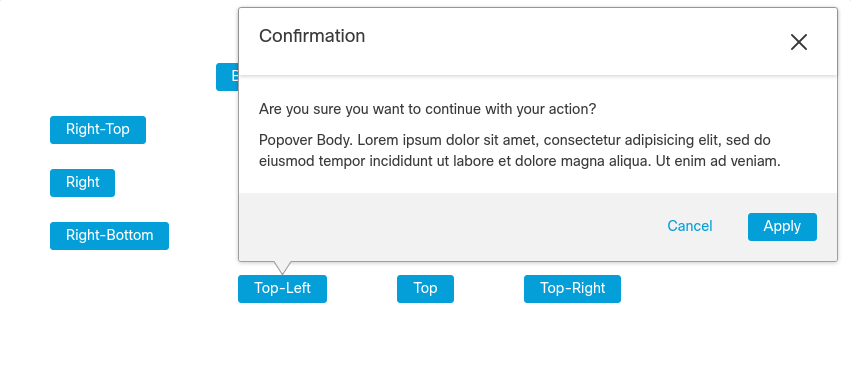 Confirmation
Are you sure you want to continue with your action?
Popover Body. Lorem ipsum dolor sit amet, consectetur adipisicing elit, sed do
eiusmod tempor incididunt ut labore et dolore magna aliqua. Ut enim ad veniam.
Cancel
Apply
Right-Top
Right
Right-Bottom
Top-Left
Top
Top-Right